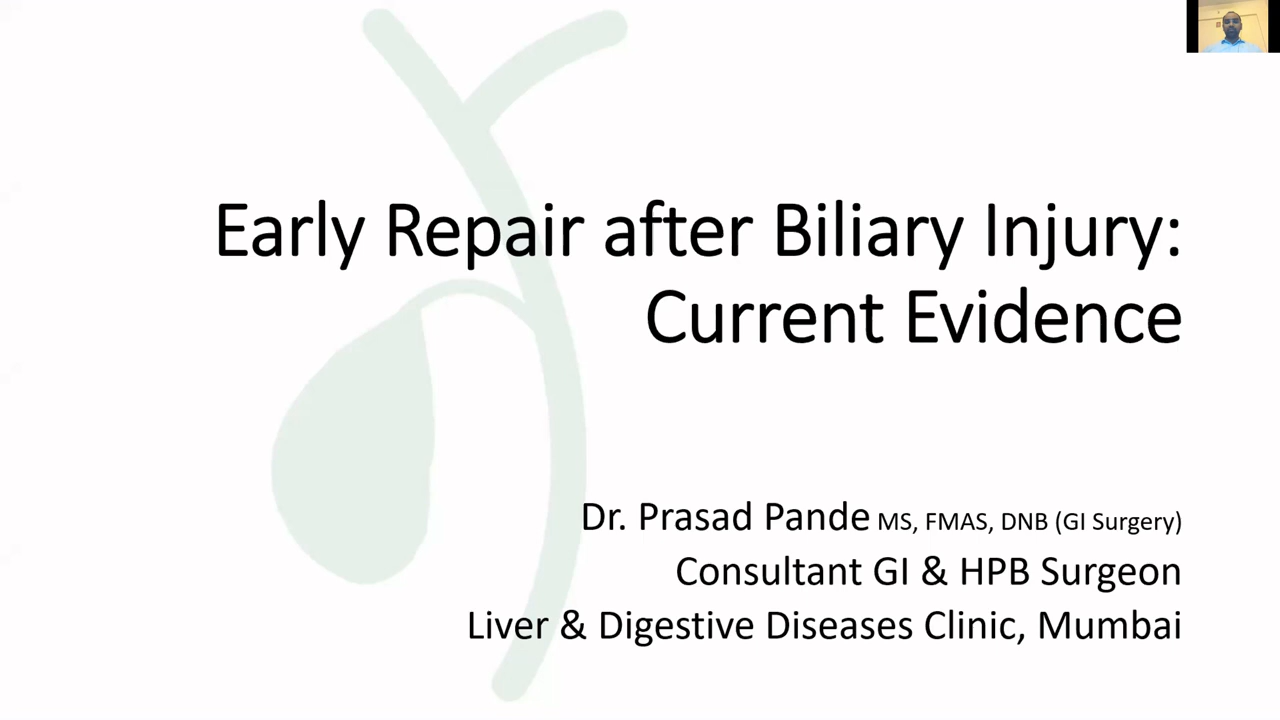 Early Repair after Biliary Injury:
Current Evidence
Dr. Prasad Pande MS, FMAS, DNB (GI Surgery)
Consultant GI & HPB Surgeon
Liver & Digestive Diseases Clinic, Mumbai